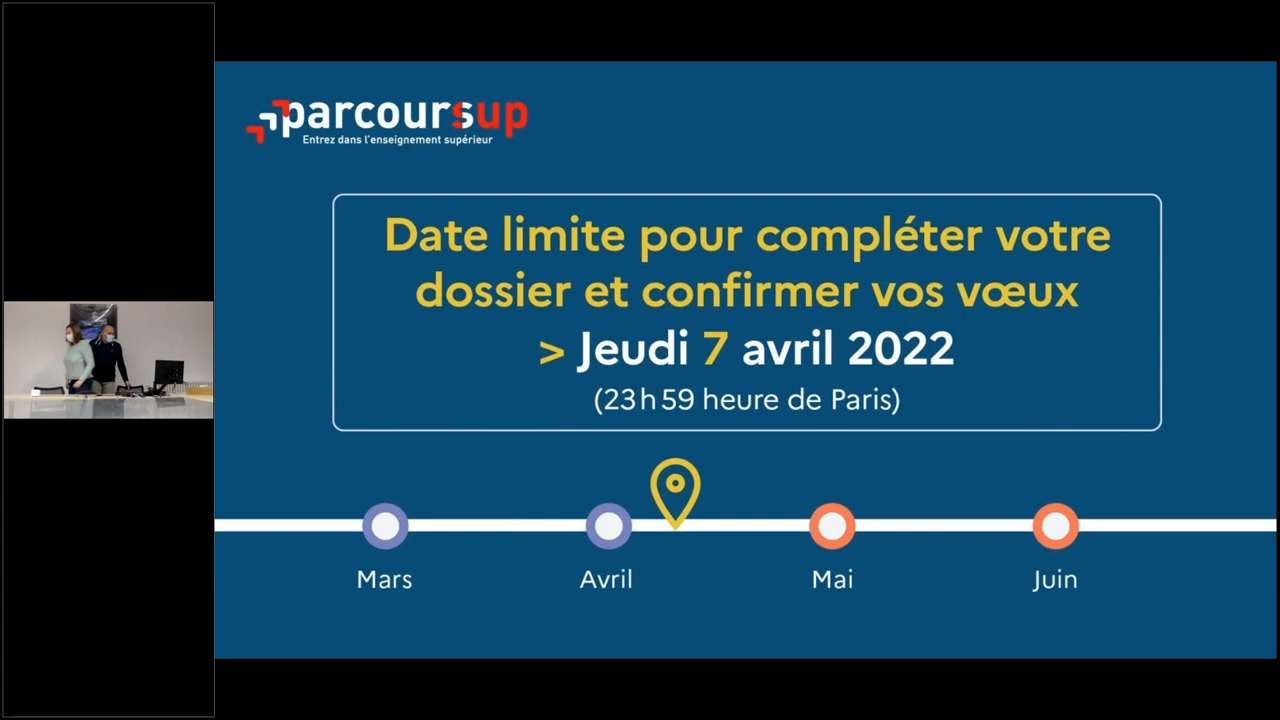 parcoursup
Entrez dans l'enseignement supérieur
Date limite pour compléter votre
dossier et confirmer vos vœux
> Jeudi 7 avril 2022
(23h59 heure de Paris)
Mars
Avril
Mai
Juin